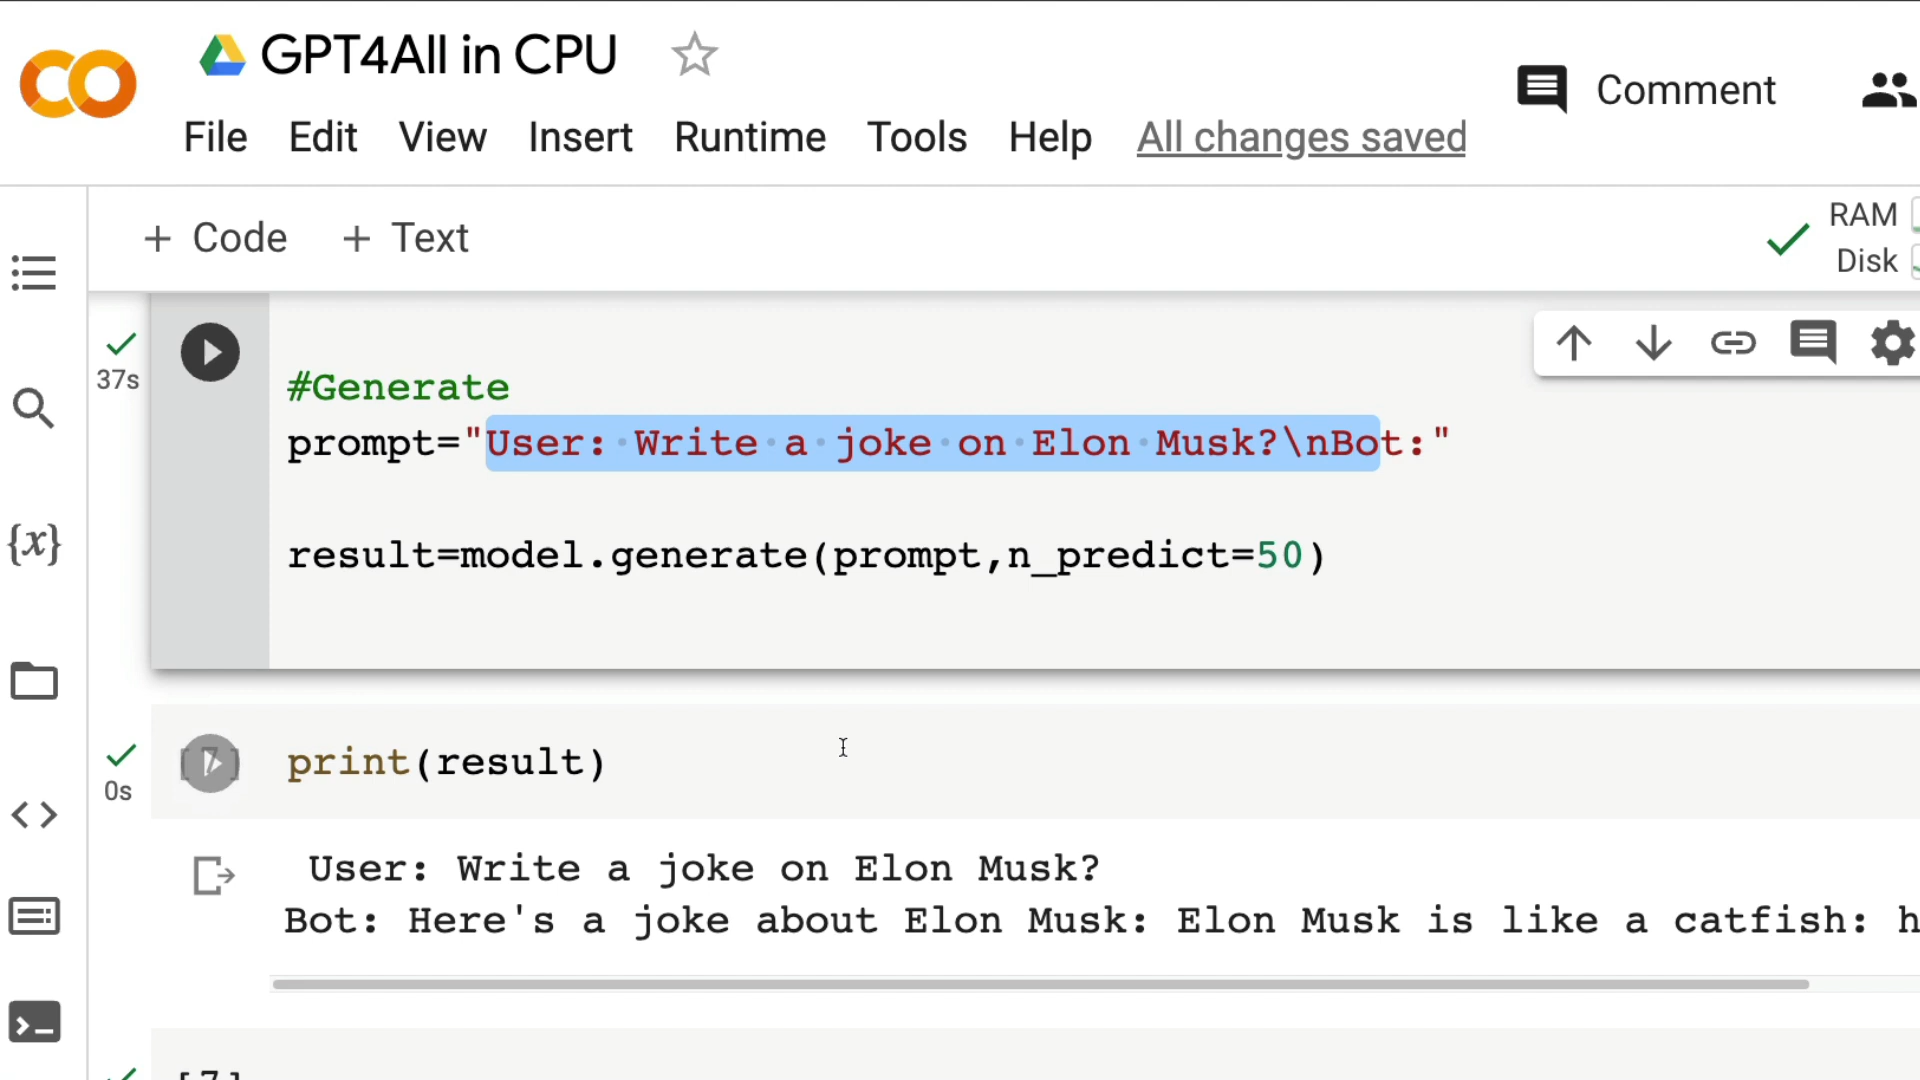 GPT4All in CPU
Comment
File Edit View Insert Runtime Tools Help All changes saved
+ Code + Text
RAM
Disk
37s
#Generate
prompt="User: Write a joke on Elon Musk?\nBot:"
result=model.generate(prompt,n_predict=50)
{x}
[7] print(result)
0s
User: Write a joke on Elon Musk?
Bot: Here's a joke about Elon Musk: Elon Musk is like a catfish: h
[7]